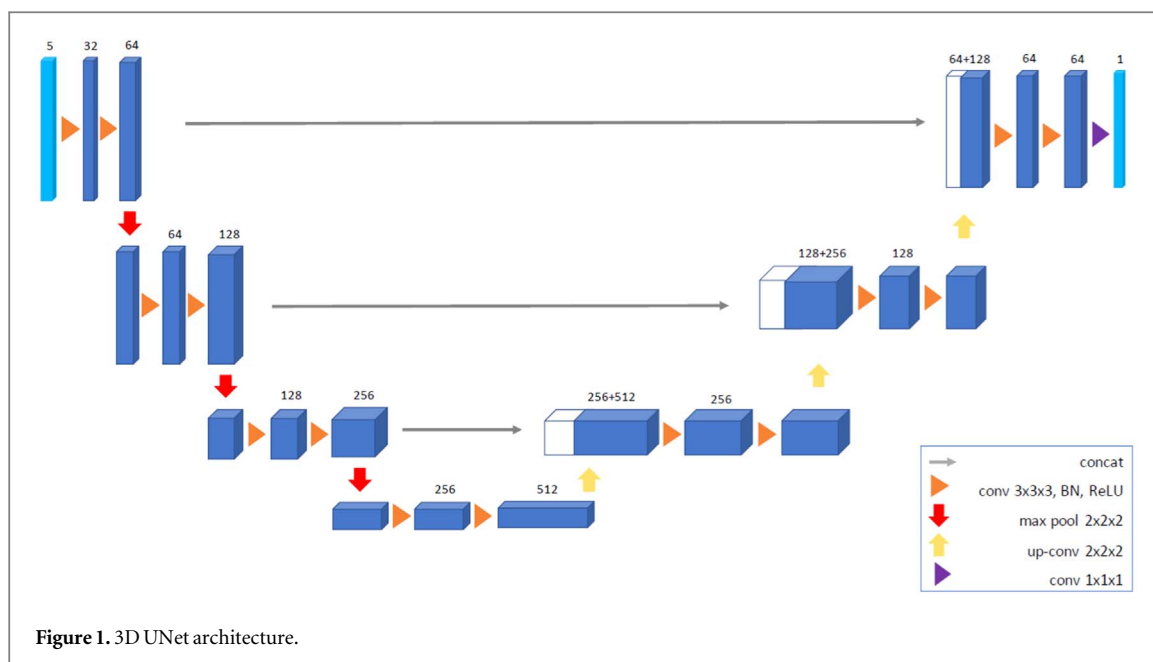 5 32 64
64+128 64 64 1
64 128
128+256 128
128 256
256+512 256
256 512
concat
conv 3x3x3, BN, ReLU
max pool 2x2x2
up-conv 2x2x2
conv 1x1x1
Figure 1. 3D UNet architecture.